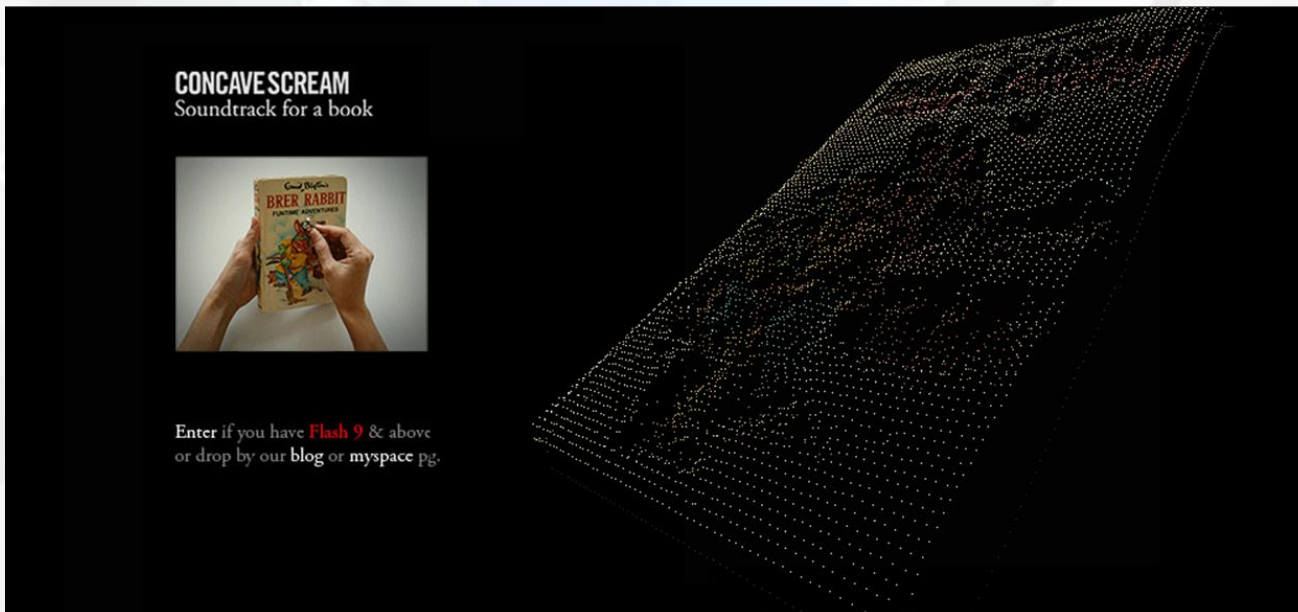 CONCAVE SCREAM
Soundtrack for a book
Enid Blyton's
BRER RABBIT
FUNTIME ADVENTURES
Enter if you have Flash 9 & above
or drop by our blog or myspace pg.